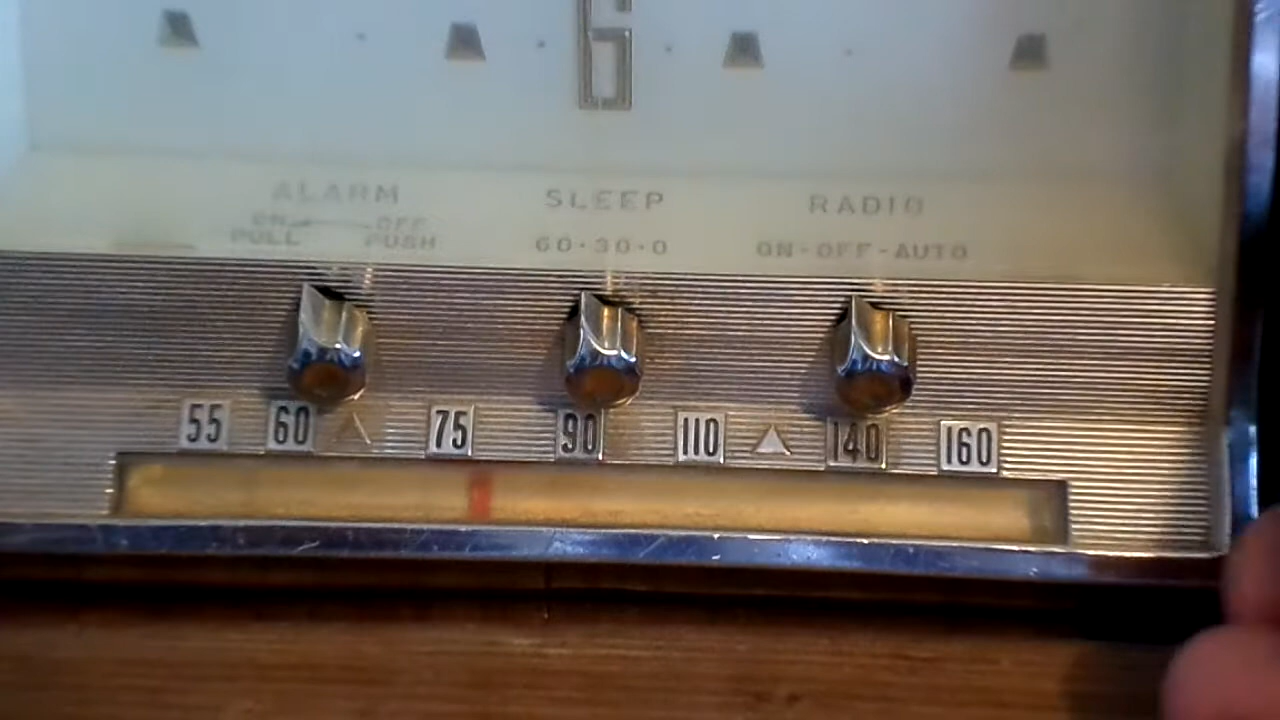 6
ALARM SLEEP RADIO
ON OFF
PULL PUSH 60·30·0 ON-OFF-AUTO
55 60 75 90 110 140 160